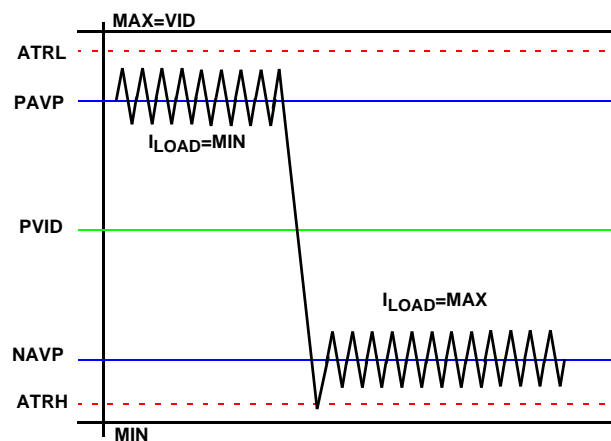 MAX=VID
ATRL
PAVP
ILOAD=MIN
PVID
ILOAD=MAX
NAVP
ATRH
MIN